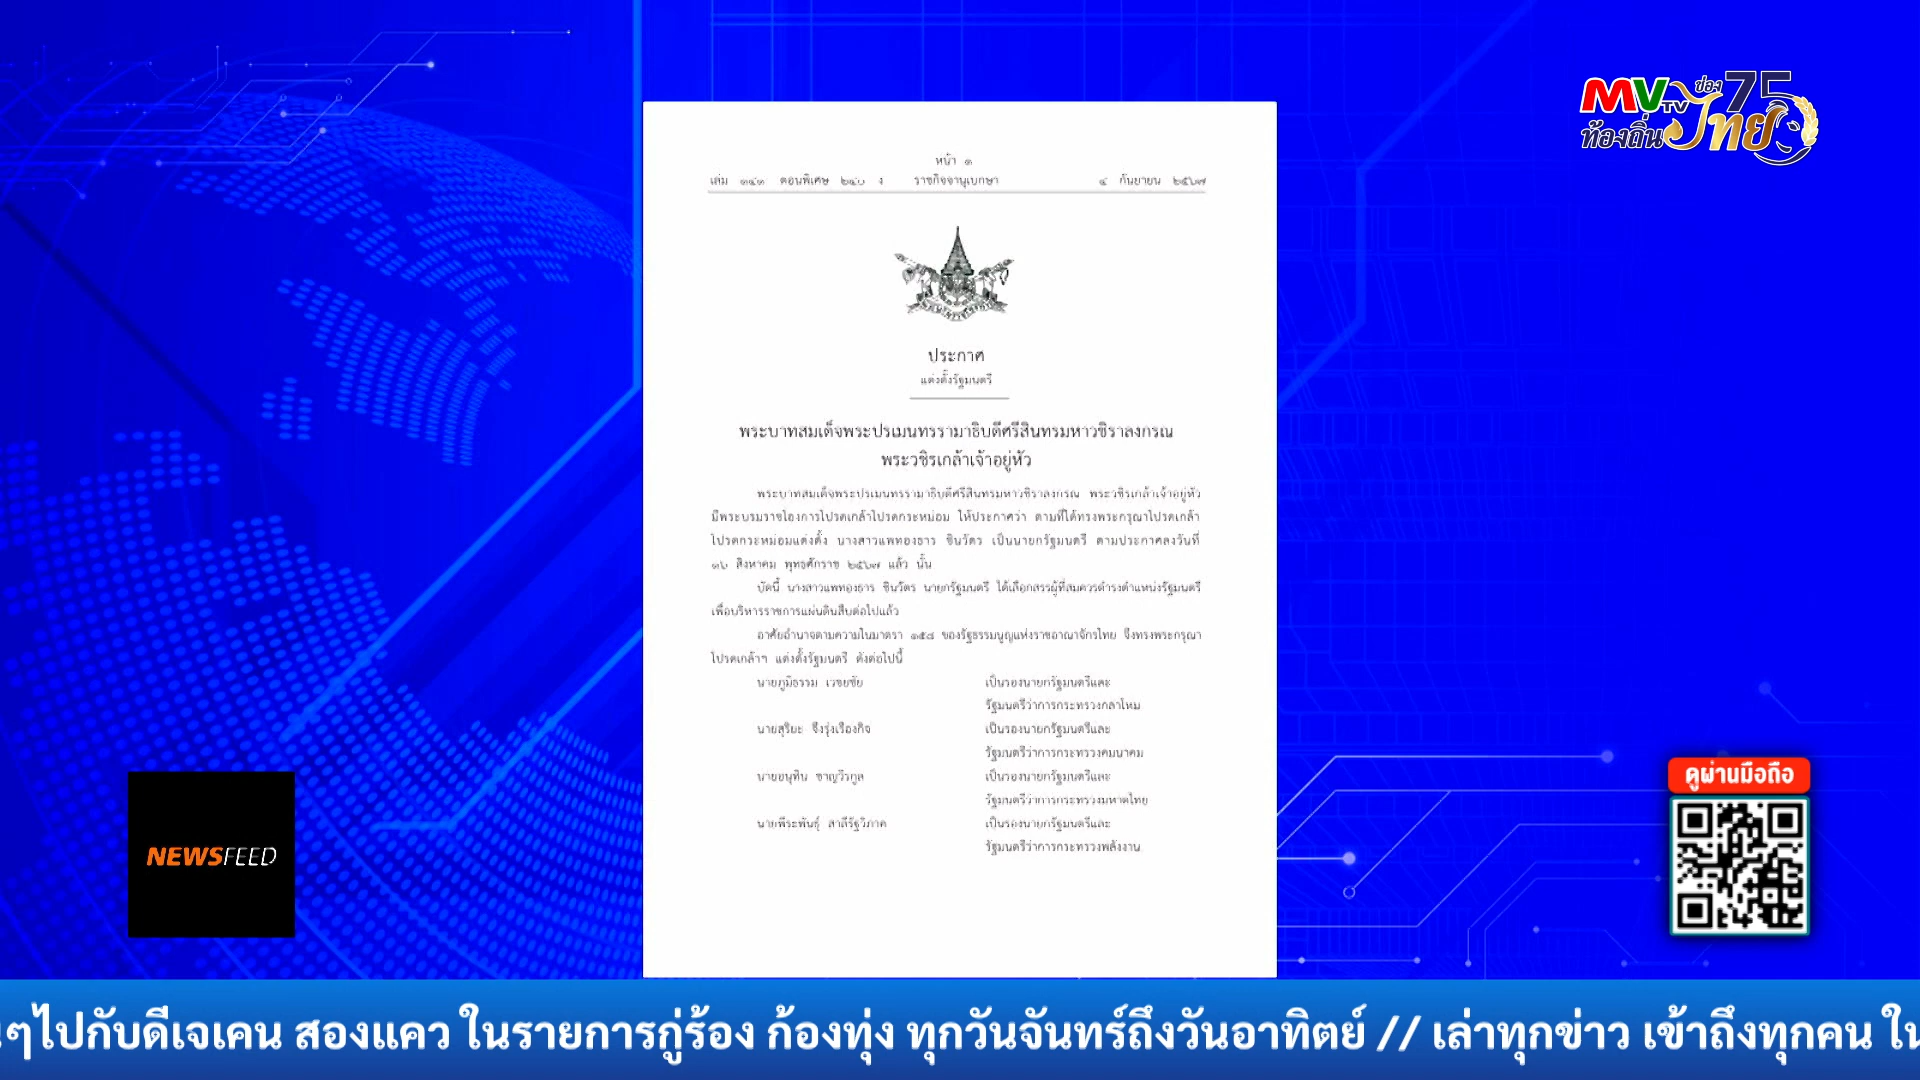 MVTV ช่อง 75
ท้องถิ่นไทย
หน้า ๑
เล่ม ๑๔๑ ตอนพิเศษ ๒๔๐ ง ราชกิจจานุเบกษา ๔ กันยายน ๒๕๖๗
ประกาศ
แต่งตั้งรัฐมนตรี
พระบาทสมเด็จพระปรเมนทรรามาธิบดีศรีสินทรมหาวชิราลงกรณ
พระวชิรเกล้าเจ้าอยู่หัว
พระบาทสมเด็จพระปรเมนทรรามาธิบดีศรีสินทรมหาวชิราลงกรณ พระวชิรเกล้าเจ้าอยู่หัว
มีพระบรมราชโองการโปรดเกล้าโปรดกระหม่อม ให้ประกาศว่า ตามที่ได้ทรงพระกรุณาโปรดเกล้า
โปรดกระหม่อมแต่งตั้ง นางสาวแพทองธาร ชินวัตร เป็นนายกรัฐมนตรี ตามประกาศลงวันที่
๑๖ สิงหาคม พุทธศักราช ๒๕๖๗ แล้ว นั้น
บัดนี้ นางสาวแพทองธาร ชินวัตร นายกรัฐมนตรี ได้เลือกสรรผู้ที่สมควรดำรงตำแหน่งรัฐมนตรี
เพื่อบริหารราชการแผ่นดินสืบต่อไปแล้ว
อาศัยอำนาจตามความในมาตรา ๑๕๘ ของรัฐธรรมนูญแห่งราชอาณาจักรไทย จึงทรงพระกรุณา
โปรดเกล้าฯ แต่งตั้งรัฐมนตรี ดังต่อไปนี้
นายภูมิธรรม เวชยชัย เป็นรองนายกรัฐมนตรีและ
รัฐมนตรีว่าการกระทรวงกลาโหม
นายสุริยะ จึงรุ่งเรืองกิจ เป็นรองนายกรัฐมนตรีและ
รัฐมนตรีว่าการกระทรวงคมนาคม
นายอนุทิน ชาญวีรกูล เป็นรองนายกรัฐมนตรีและ
รัฐมนตรีว่าการกระทรวงมหาดไทย
นายพีระพันธุ์ สาลีรัฐวิภาค เป็นรองนายกรัฐมนตรีและ
รัฐมนตรีว่าการกระทรวงพลังงาน
ดูผ่านมือถือ
NEWSFEED
นๆไปกับดีเจเคน สองแคว ในรายการกู่ร้อง ก้องทุ่ง ทุกวันจันทร์ถึงวันอาทิตย์ // เล่าทุกข่าว เข้าถึงทุกคน ใน